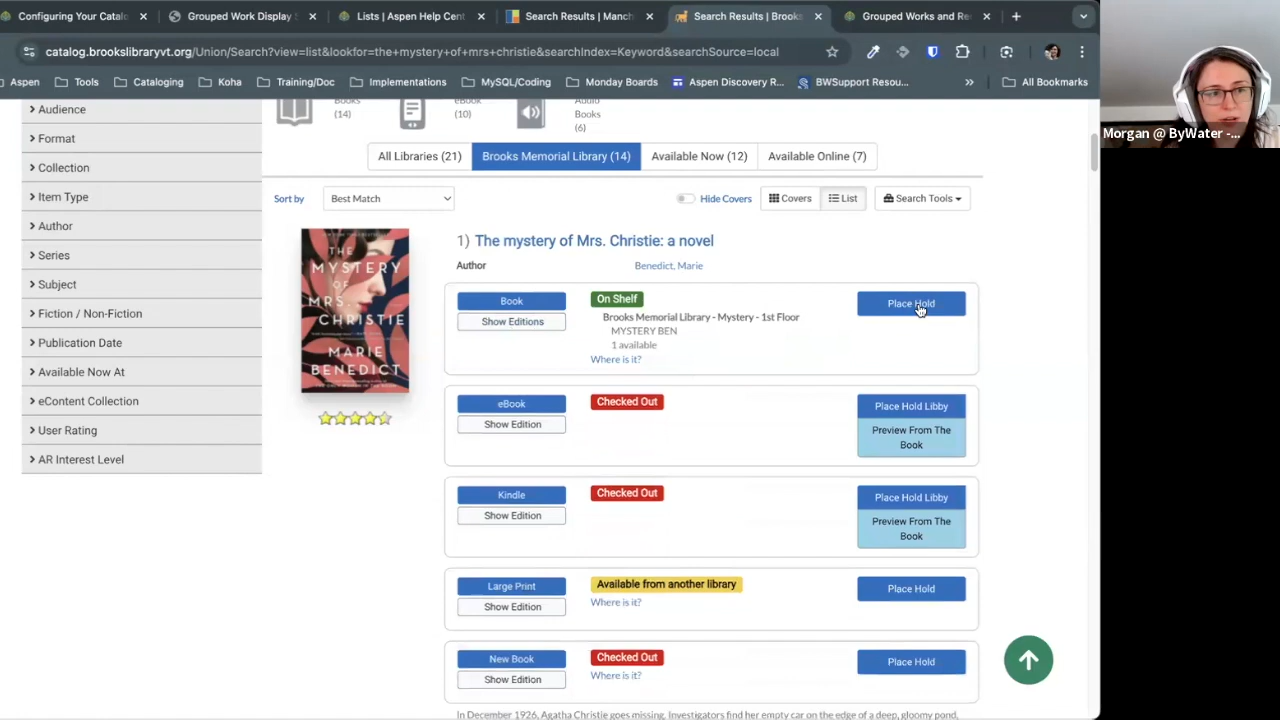 Configuring Your Catalo
Grouped Work Display
Lists | Aspen Help Cent
Search Results | Manch
Search Results | Brooks
Grouped Works and Re
catalog.brookslibraryvt.org/Union/Search?view=list&lookfor=the+mystery+of+mrs+christie&searchIndex=Keyword&searchSource=local
Aspen
Tools
Cataloging
Koha
Training/Doc
Implementations
MySQL/Coding
Monday Boards
Aspen Discovery R...
BWSupport Resou...
»
All Bookmarks
Morgan @ ByWater -...
Audience
Format
Collection
Item Type
Author
Series
Subject
Fiction / Non-Fiction
Publication Date
Available Now At
eContent Collection
User Rating
AR Interest Level
Books
(14)
eBook
(10)
Audio
Books
(6)
All Libraries (21)
Brooks Memorial Library (14)
Available Now (12)
Available Online (7)
Sort by
Best Match
Hide Covers
Covers
List
Search Tools
THE
MYSTERY
OF
MRS.
CHRISTIE
MARIE
BENEDICT
1) The mystery of Mrs. Christie: a novel
Author
Benedict, Marie
Book
Show Editions
On Shelf
Brooks Memorial Library - Mystery - 1st Floor
MYSTERY BEN
1 available
Where is it?
Place Hold
eBook
Show Edition
Checked Out
Place Hold Libby
Preview From The
Book
Kindle
Show Edition
Checked Out
Place Hold Libby
Preview From The
Book
Large Print
Show Edition
Available from another library
Where is it?
Place Hold
New Book
Show Edition
Checked Out
Where is it?
Place Hold
In December 1926, Agatha Christie goes missing. Investigators find her empty car on the edge of a deep, gloomy pond,